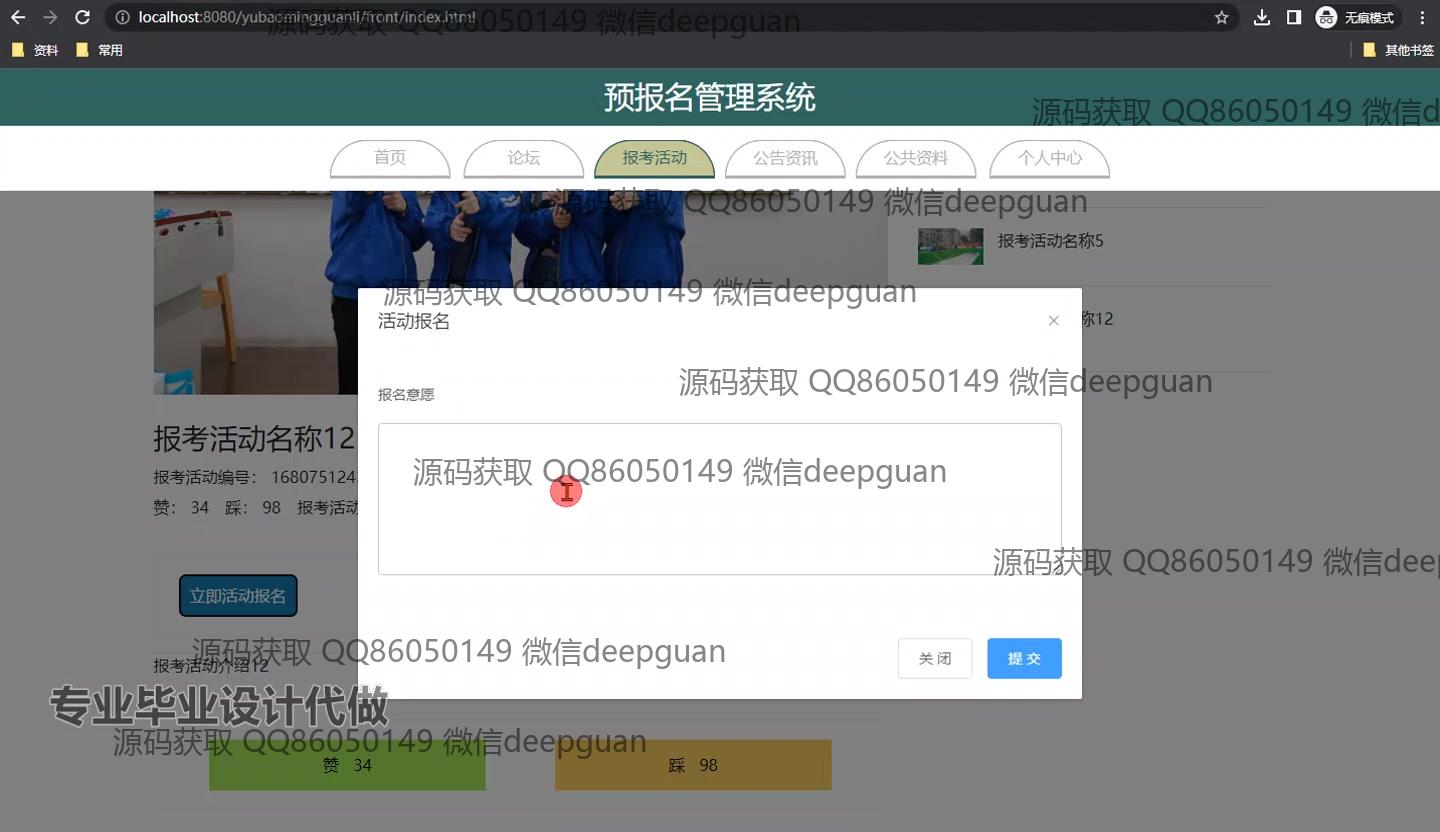 localhost:8080/yubaomingguanli/front/index.html
无痕模式
资料
常用
其他书签
源码获取 QQ86050149 微信deepguan
预报名管理系统
源码获取 QQ86050149 微信d
首页
论坛
报考活动
公告资讯
公共资料
个人中心
源码获取 QQ86050149 微信deepguan
报考活动名称5
源码获取 QQ86050149 微信deepguan
活动报名
×
称12
源码获取 QQ86050149 微信deepguan
报名意愿
报考活动名称12
源码获取 QQ86050149 微信deepguan
报考活动编号： 168075124
赞： 34 踩： 98 报考活动
源码获取 QQ86050149 微信deep
立即活动报名
源码获取 QQ86050149 微信deepguan
报考活动介绍12
关闭
提交
专业毕业设计代做
源码获取 QQ86050149 微信deepguan
赞 34
踩 98